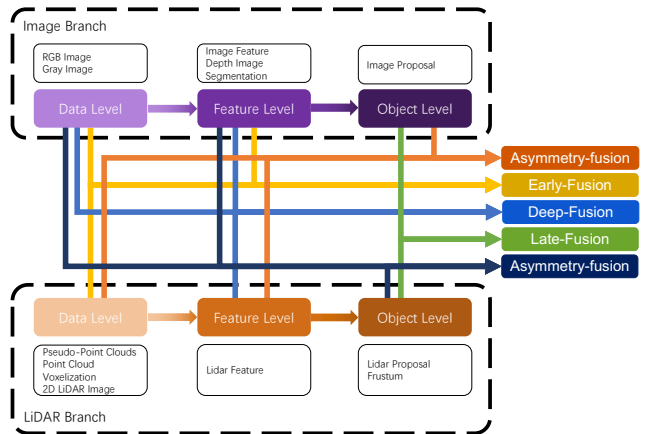 Image Branch
RGB Image
Gray Image
Image Feature
Depth Image
Segmentation
Image Proposal
Data Level
Feature Level
Object Level
Asymmetry-fusion
Early-Fusion
Deep-Fusion
Late-Fusion
Asymmetry-fusion
Data Level
Feature Level
Object Level
Pseudo-Point Clouds
Point Cloud
Voxelization
2D LiDAR Image
Lidar Feature
Lidar Proposal
Frustum
LiDAR Branch